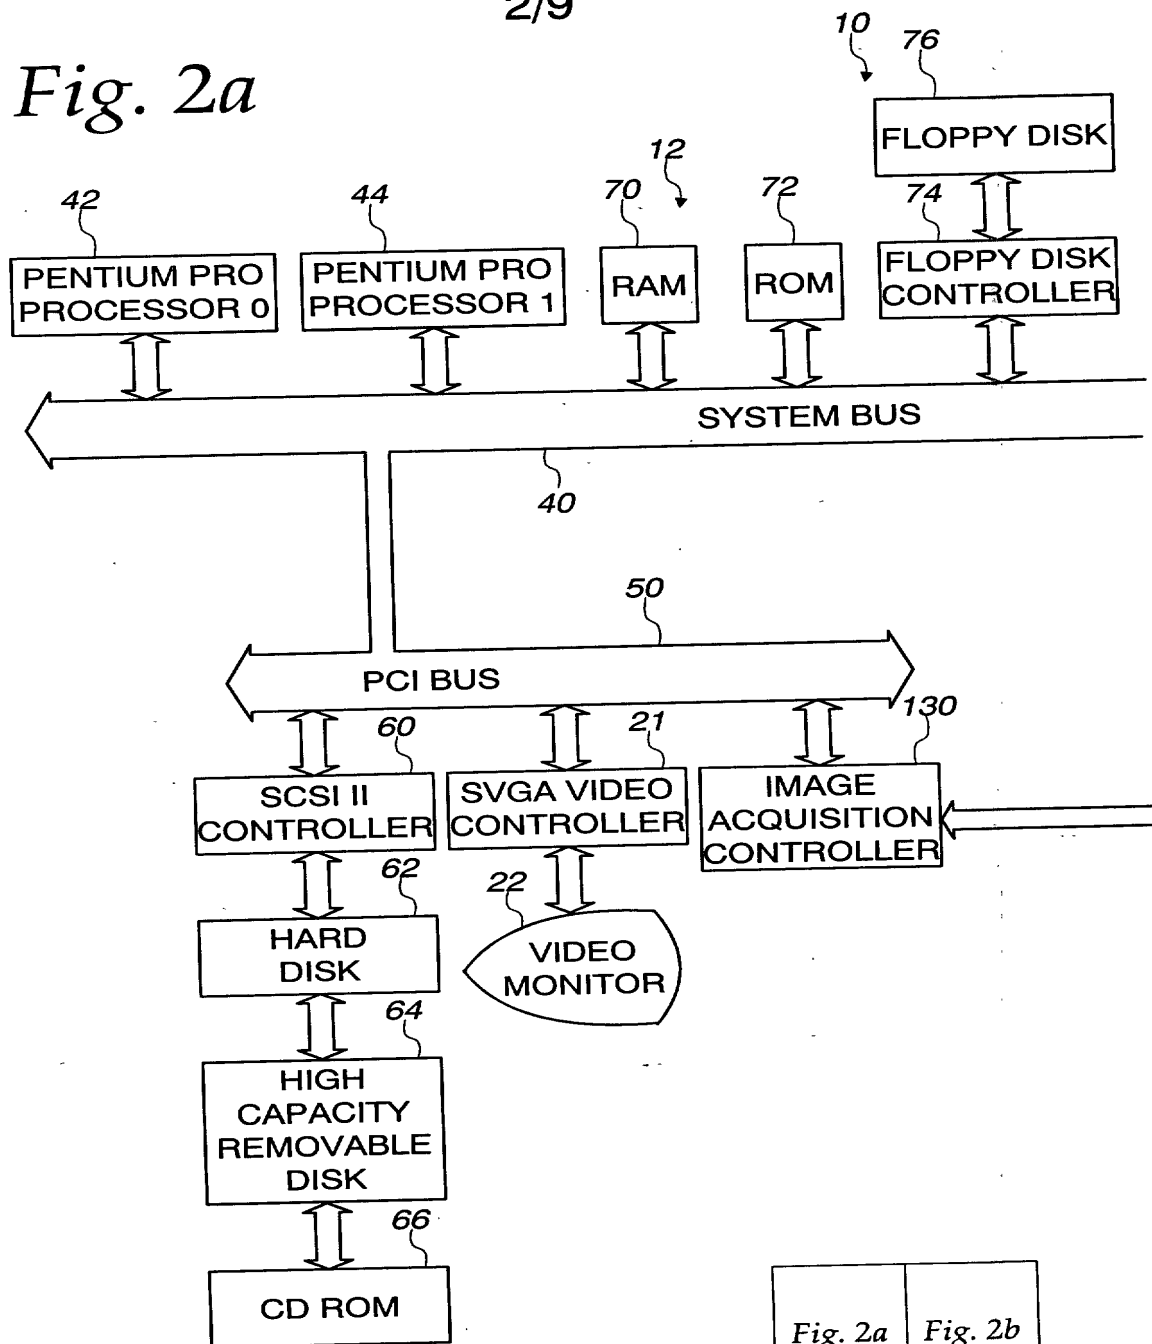 2/9
Fig. 2a
10
76
FLOPPY DISK
12
42
44
70
72
74
PENTIUM PRO
PROCESSOR 0
PENTIUM PRO
PROCESSOR 1
RAM
ROM
FLOPPY DISK
CONTROLLER
SYSTEM BUS
40
50
PCI BUS
60
21
130
SCSI II
CONTROLLER
SVGA VIDEO
CONTROLLER
IMAGE
ACQUISITION
CONTROLLER
62
22
HARD
DISK
VIDEO
MONITOR
64
HIGH
CAPACITY
REMOVABLE
DISK
66
CD ROM
Fig. 2a
Fig. 2b